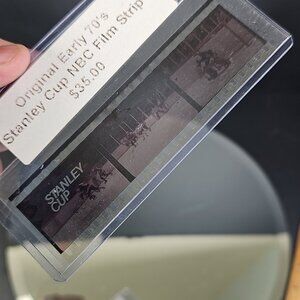 Original Early 70's
Stanley Cup NBC Film Strip
$35.00
STANLEY
CUP